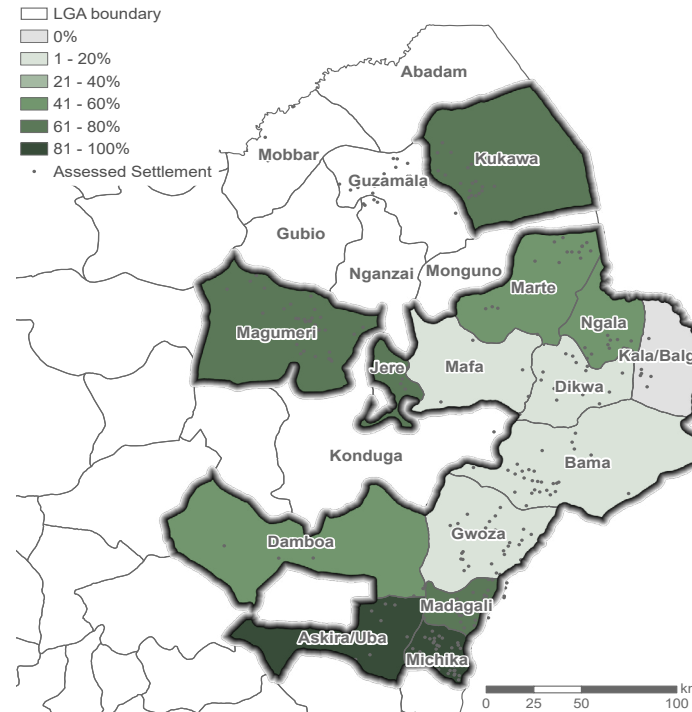 LGA boundary
0%
1 - 20%
21 - 40%
41 - 60%
61 - 80%
81 - 100%
Assessed Settlement
Abadam
Mobbar
Kukawa
Guzamala
Gubio
Nganzai
Monguno
Marte
Magumeri
Ngala
Jere
Mafa
Kala/Balg
Dikwa
Konduga
Bama
Damboa
Gwoza
Madagali
Askira/Uba
Michika
km
0 25 50 100